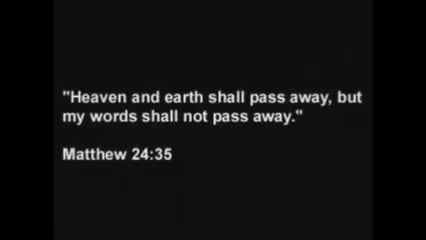 "Heaven and earth shall pass away, but
my words shall not pass away."
Matthew 24:35